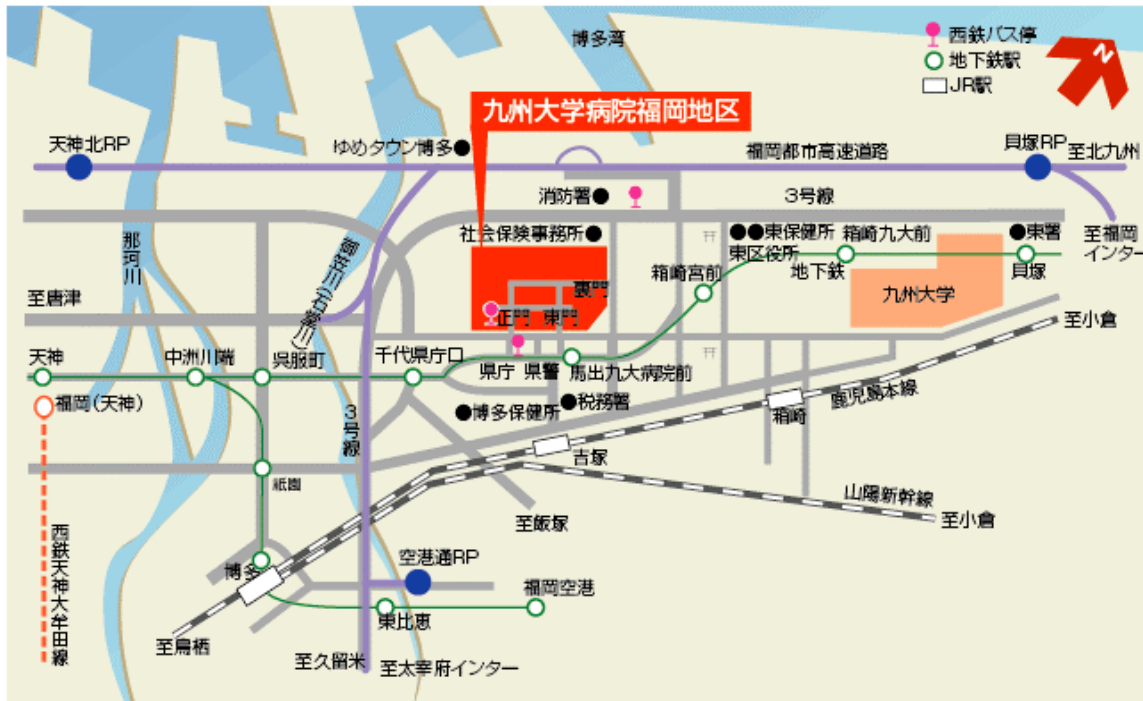 博多湾
西鉄バス停
地下鉄駅
JR駅
N
九州大学病院福岡地区
天神北RP
ゆめタウン博多
福岡都市高速道路
貝塚RP
至北九州
消防署
3号線
社会保険事務所
東保健所
東区役所
箱崎九大前
地下鉄
東署
貝塚
至福岡
インター
那珂川
御笠川(石堂川)
箱崎宮前
九州大学
裏門
正門
東門
至唐津
至小倉
天神
中洲川端
呉服町
千代県庁口
県庁
県警
馬出九大病院前
福岡(天神)
3号線
博多保健所
税務署
箱崎
鹿児島本線
吉塚
祇園
至飯塚
山陽新幹線
至小倉
西鉄天神大牟田線
博多
空港通RP
福岡空港
東比恵
至鳥栖
至久留米
至太宰府インター